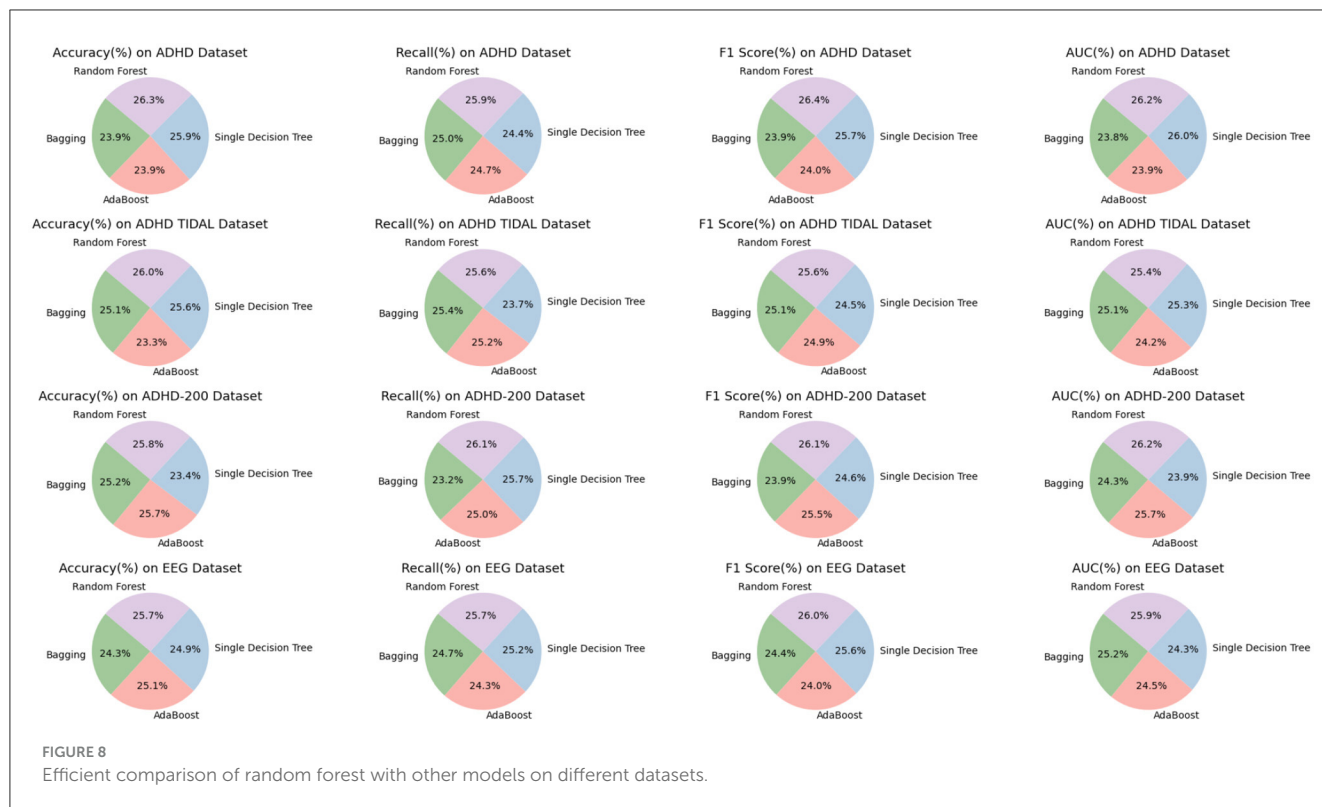 Accuracy(%) on ADHD Dataset
Random Forest
26.3%
Bagging
23.9%
25.9%
Single Decision Tree
23.9%
AdaBoost
Recall(%) on ADHD Dataset
Random Forest
25.9%
Bagging
25.0%
24.4%
Single Decision Tree
24.7%
AdaBoost
F1 Score(%) on ADHD Dataset
Random Forest
26.4%
Bagging
23.9%
25.7%
Single Decision Tree
24.0%
AdaBoost
AUC(%) on ADHD Dataset
Random Forest
26.2%
Bagging
23.8%
26.0%
Single Decision Tree
23.9%
AdaBoost
Accuracy(%) on ADHD TIDAL Dataset
Random Forest
26.0%
Bagging
25.1%
25.6%
Single Decision Tree
23.3%
AdaBoost
Recall(%) on ADHD TIDAL Dataset
Random Forest
25.6%
Bagging
25.4%
23.7%
Single Decision Tree
25.2%
AdaBoost
F1 Score(%) on ADHD TIDAL Dataset
Random Forest
25.6%
Bagging
25.1%
24.5%
Single Decision Tree
24.9%
AdaBoost
AUC(%) on ADHD TIDAL Dataset
Random Forest
25.4%
Bagging
25.1%
25.3%
Single Decision Tree
24.2%
AdaBoost
Accuracy(%) on ADHD-200 Dataset
Random Forest
25.8%
Bagging
25.2%
23.4%
Single Decision Tree
25.7%
AdaBoost
Recall(%) on ADHD-200 Dataset
Random Forest
26.1%
Bagging
23.2%
25.7%
Single Decision Tree
25.0%
AdaBoost
F1 Score(%) on ADHD-200 Dataset
Random Forest
26.1%
Bagging
23.9%
24.6%
Single Decision Tree
25.5%
AdaBoost
AUC(%) on ADHD-200 Dataset
Random Forest
26.2%
Bagging
24.3%
23.9%
Single Decision Tree
25.7%
AdaBoost
Accuracy(%) on EEG Dataset
Random Forest
25.7%
Bagging
24.3%
24.9%
Single Decision Tree
25.1%
AdaBoost
Recall(%) on EEG Dataset
Random Forest
25.7%
Bagging
24.7%
25.2%
Single Decision Tree
24.3%
AdaBoost
F1 Score(%) on EEG Dataset
Random Forest
26.0%
Bagging
24.4%
25.6%
Single Decision Tree
24.0%
AdaBoost
AUC(%) on EEG Dataset
Random Forest
25.9%
Bagging
25.2%
24.3%
Single Decision Tree
24.5%
AdaBoost
FIGURE 8
Efficient comparison of random forest with other models on different datasets.